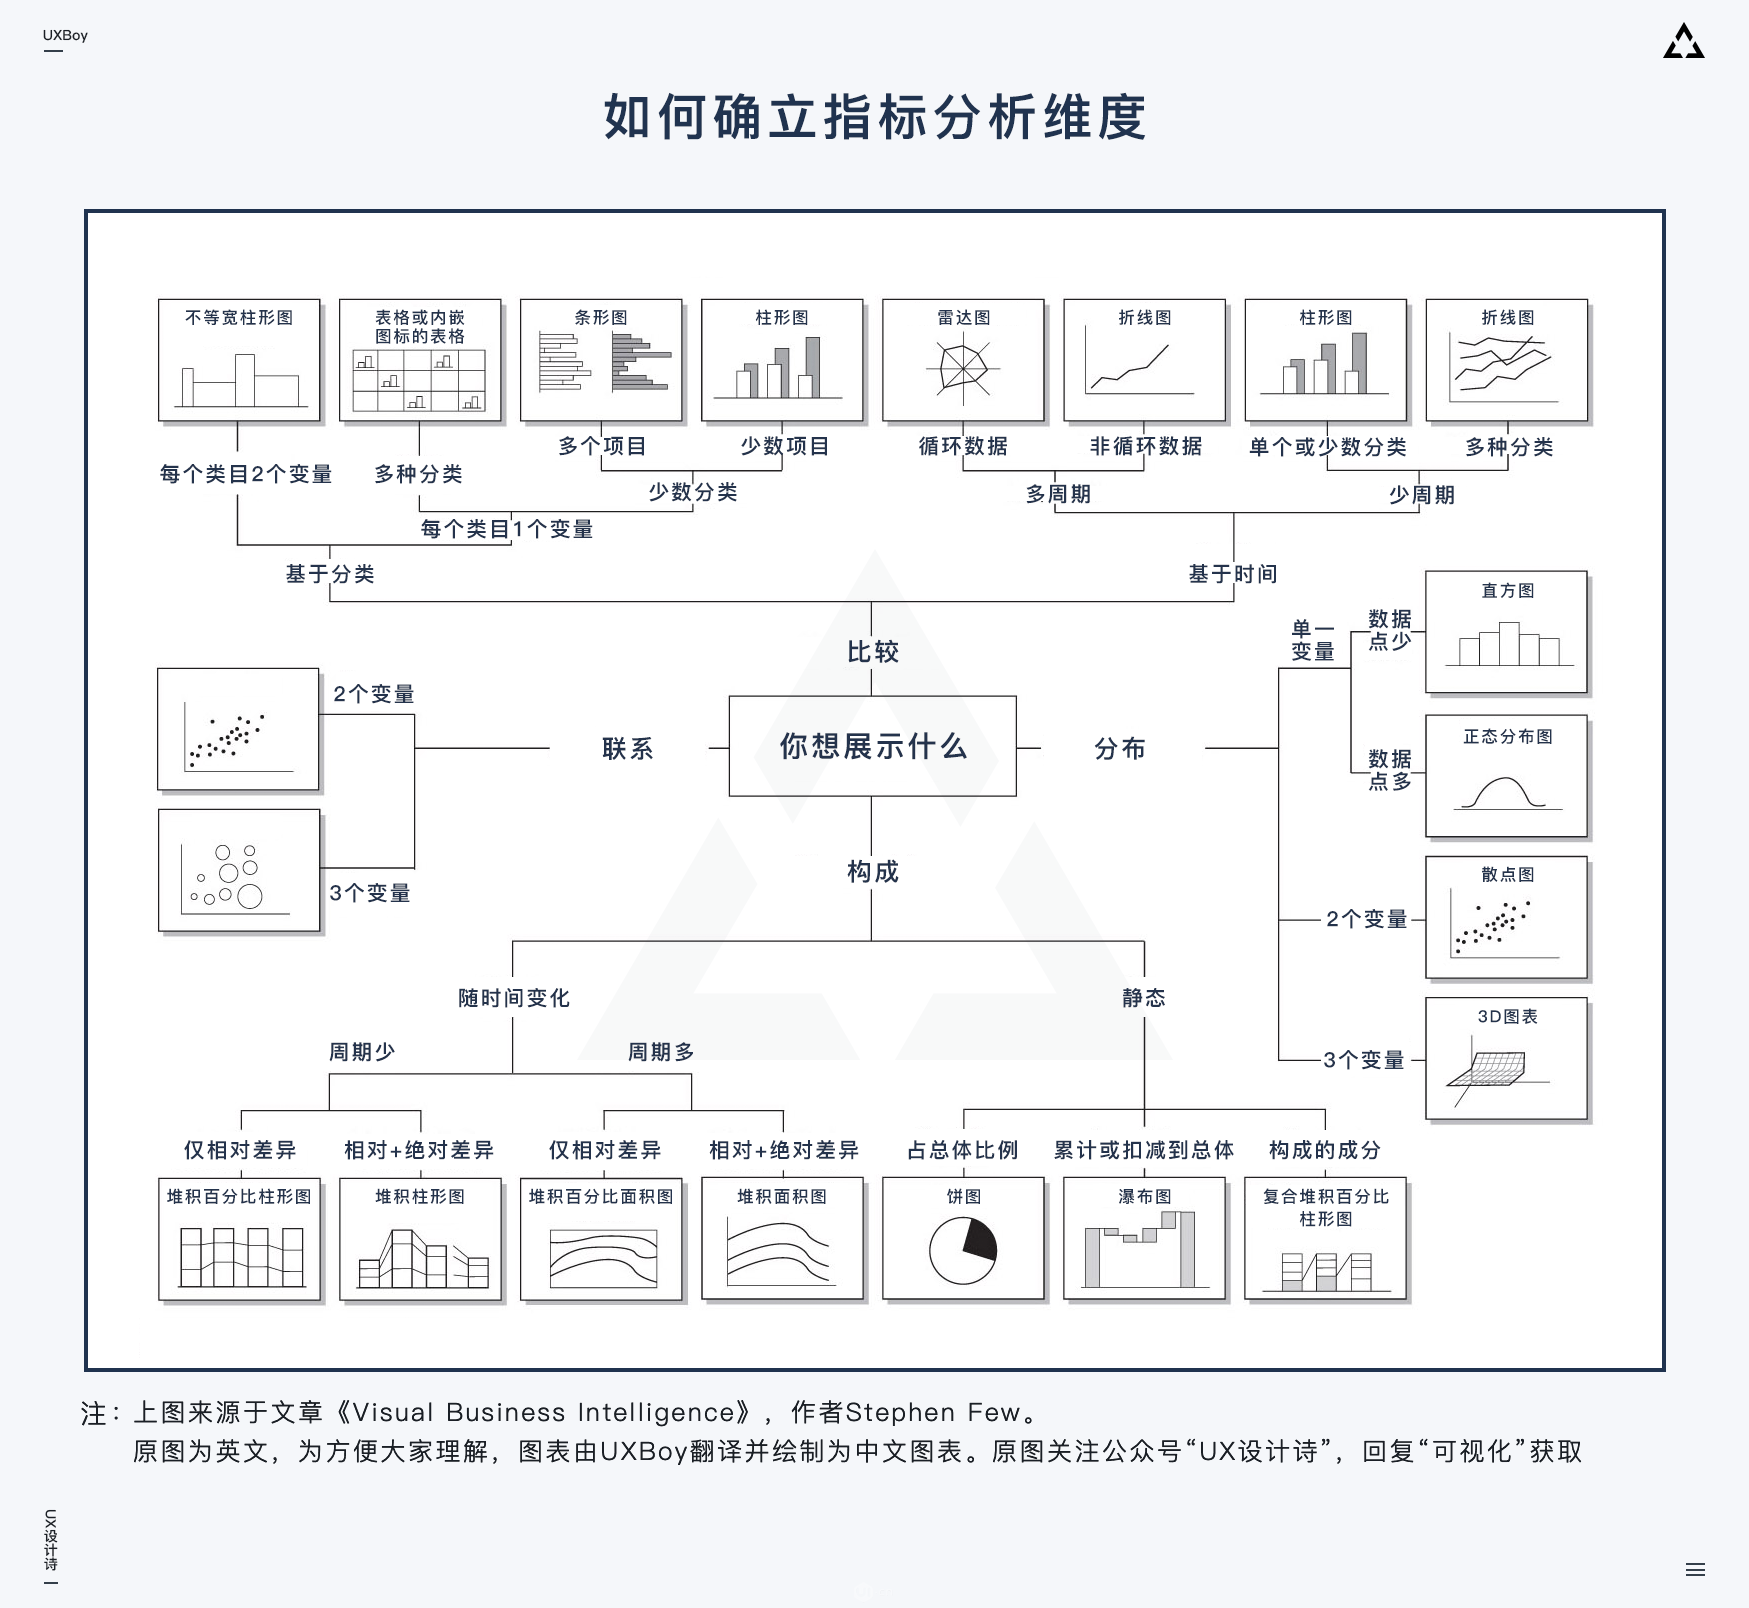 UXBoy
如何确立指标分析维度
不等宽柱形图
表格或内嵌
图标的表格
条形图
柱形图
雷达图
折线图
柱形图
折线图
多个项目
少数项目
循环数据
非循环数据
单个或少数分类
多种分类
每个类目2个变量
多种分类
少数分类
多周期
少周期
每个类目1个变量
基于分类
基于时间
比较
直方图
单一
变量
数据
点少
2个变量
联系
你想展示什么
分布
正态分布图
数据
点多
3个变量
构成
散点图
2个变量
随时间变化
静态
3D图表
3个变量
周期少
周期多
仅相对差异
相对+绝对差异
仅相对差异
相对+绝对差异
占总体比例
累计或扣减到总体
构成的成分
堆积百分比柱形图
堆积柱形图
堆积百分比面积图
堆积面积图
饼图
瀑布图
复合堆积百分比
柱形图
注：上图来源于文章《Visual Business Intelligence》，作者Stephen Few。
原图为英文，为方便大家理解，图表由UXBoy翻译并绘制为中文图表。原图关注公众号“UX设计诗”，回复“可视化”获取
UX设计诗